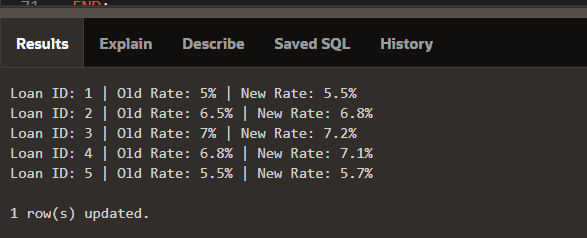 71 END;
Results Explain Describe Saved SQL History
Loan ID: 1 | Old Rate: 5% | New Rate: 5.5%
Loan ID: 2 | Old Rate: 6.5% | New Rate: 6.8%
Loan ID: 3 | Old Rate: 7% | New Rate: 7.2%
Loan ID: 4 | Old Rate: 6.8% | New Rate: 7.1%
Loan ID: 5 | Old Rate: 5.5% | New Rate: 5.7%
1 row(s) updated.